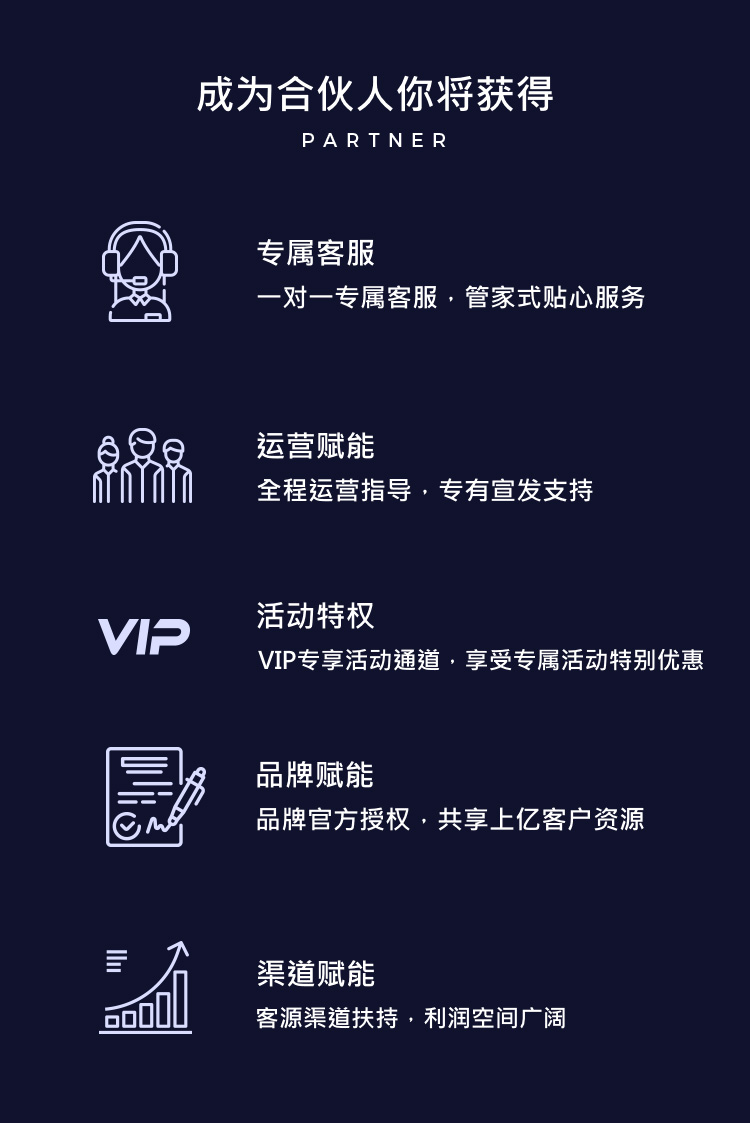 成为合伙人你将获得
PARTNER
专属客服
一对一专属客服，管家式贴心服务
运营赋能
全程运营指导，专有宣发支持
VIP
活动特权
VIP专享活动通道，享受专属活动特别优惠
品牌赋能
品牌官方授权，共享上亿客户资源
渠道赋能
客源渠道扶持，利润空间广阔